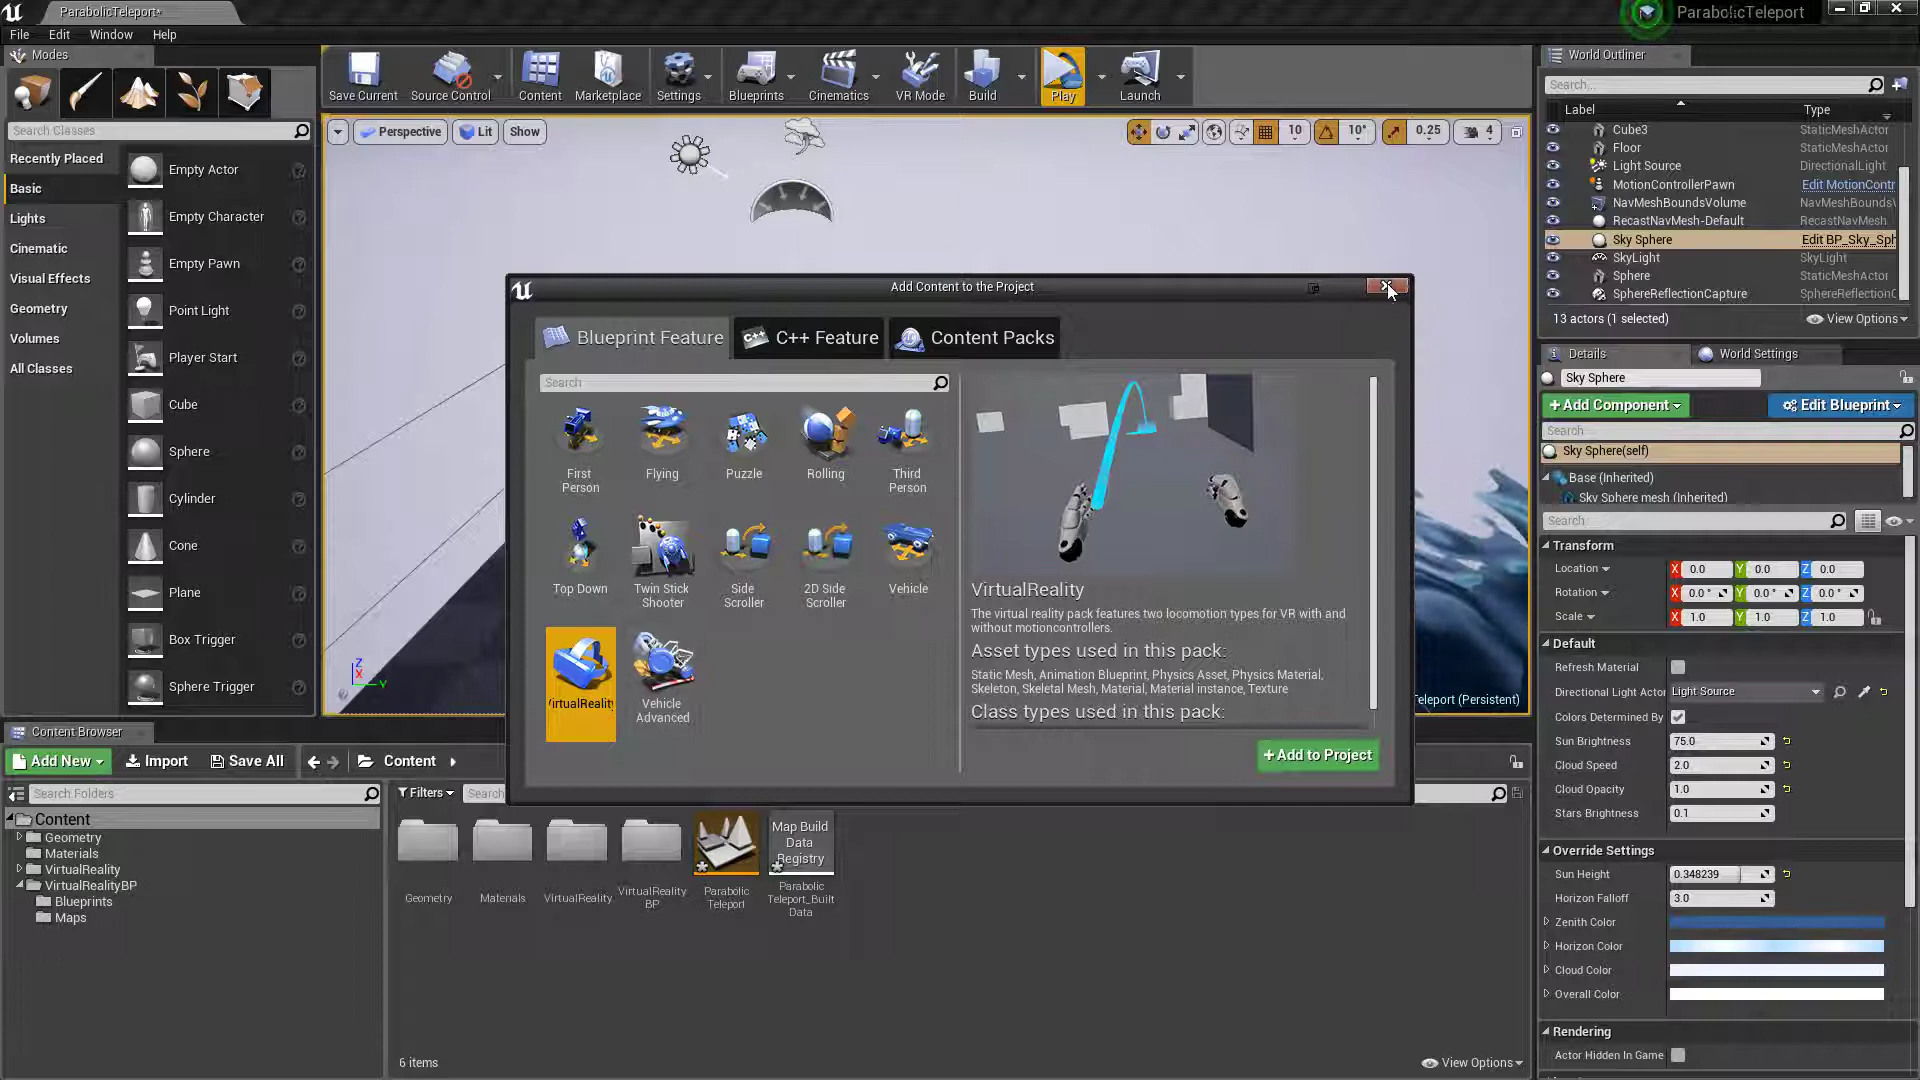 ParabolicTeleport*
ParabolicTeleport
File Edit Window Help
Modes
Search Classes
Recently Placed
Basic
Lights
Cinematic
Visual Effects
Geometry
Volumes
All Classes
Empty Actor
Empty Character
Empty Pawn
Point Light
Player Start
Cube
Sphere
Cylinder
Cone
Plane
Box Trigger
Sphere Trigger
Save Current
Source Control
Content
Marketplace
Settings
Blueprints
Cinematics
VR Mode
Build
Play
Launch
Perspective
Lit
Show
10
10°
0.25
4
Z
X
Y
Teleport (Persistent)
Add Content to the Project
Blueprint Feature
C++ Feature
Content Packs
Search
First Person
Flying
Puzzle
Rolling
Third Person
Top Down
Twin Stick Shooter
Side Scroller
2D Side Scroller
Vehicle
VirtualReality
Vehicle Advanced
VirtualReality
The virtual reality pack features two locomotion types for VR with and
without motioncontrollers.
Asset types used in this pack:
Static Mesh, Animation Blueprint, Physics Asset, Physics Material,
Skeleton, Skeletal Mesh, Material, Material instance, Texture
Class types used in this pack:
+Add to Project
World Outliner
Search...
Label Type
Cube3 StaticMeshActor
Floor StaticMeshActor
Light Source DirectionalLight
MotionControllerPawn Edit MotionContr
NavMeshBoundsVolume NavMeshBoundsV
RecastNavMesh-Default RecastNavMesh
Sky Sphere Edit BP_Sky_Sph
SkyLight SkyLight
Sphere StaticMeshActor
SphereReflectionCapture SphereReflectionC
13 actors (1 selected) View Options
Details
World Settings
Sky Sphere
+Add Component
Edit Blueprint
Search
Sky Sphere(self)
Base (Inherited)
Sky Sphere mesh (Inherited)
Search
Transform
Location X 0.0 Y 0.0 Z 0.0
Rotation X 0.0 ° Y 0.0 ° Z 0.0 °
Scale X 1.0 Y 1.0 Z 1.0
Default
Refresh Material
Directional Light Actor Light Source
Colors Determined By
Sun Brightness 75.0
Cloud Speed 2.0
Cloud Opacity 1.0
Stars Brightness 0.1
Override Settings
Sun Height 0.348239
Horizon Falloff 3.0
Zenith Color
Horizon Color
Cloud Color
Overall Color
Rendering
Actor Hidden In Game
Content Browser
Add New
Import
Save All
Content
Search Folders
Filters
Search
Content
Geometry
Materials
VirtualReality
VirtualRealityBP
Blueprints
Maps
Geometry
Materials
VirtualReality
VirtualReality BP
Parabolic Teleport
Map Build Data Registry
Parabolic Teleport_Built Data
6 items
View Options